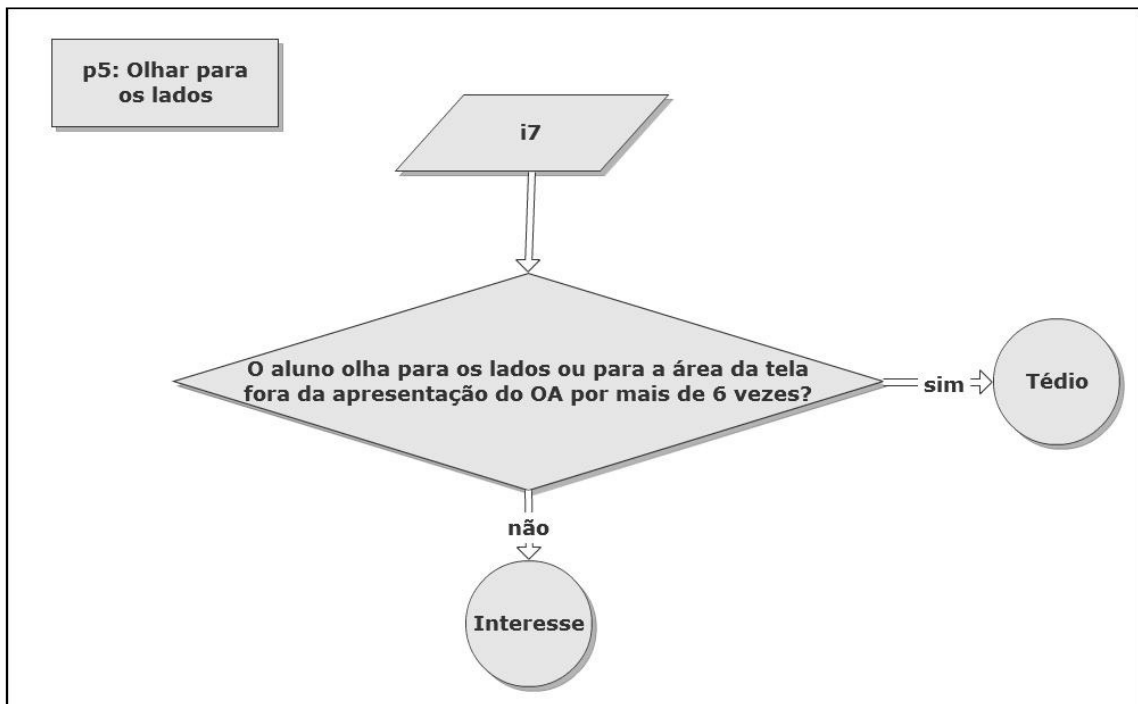 p5: Olhar para
os lados
i7
O aluno olha para os lados ou para a área da tela
fora da apresentação do OA por mais de 6 vezes?
sim
Tédio
não
Interesse